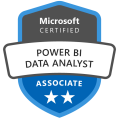 Microsoft
CERTIFIED
POWER BI
DATA ANALYST
ASSOCIATE